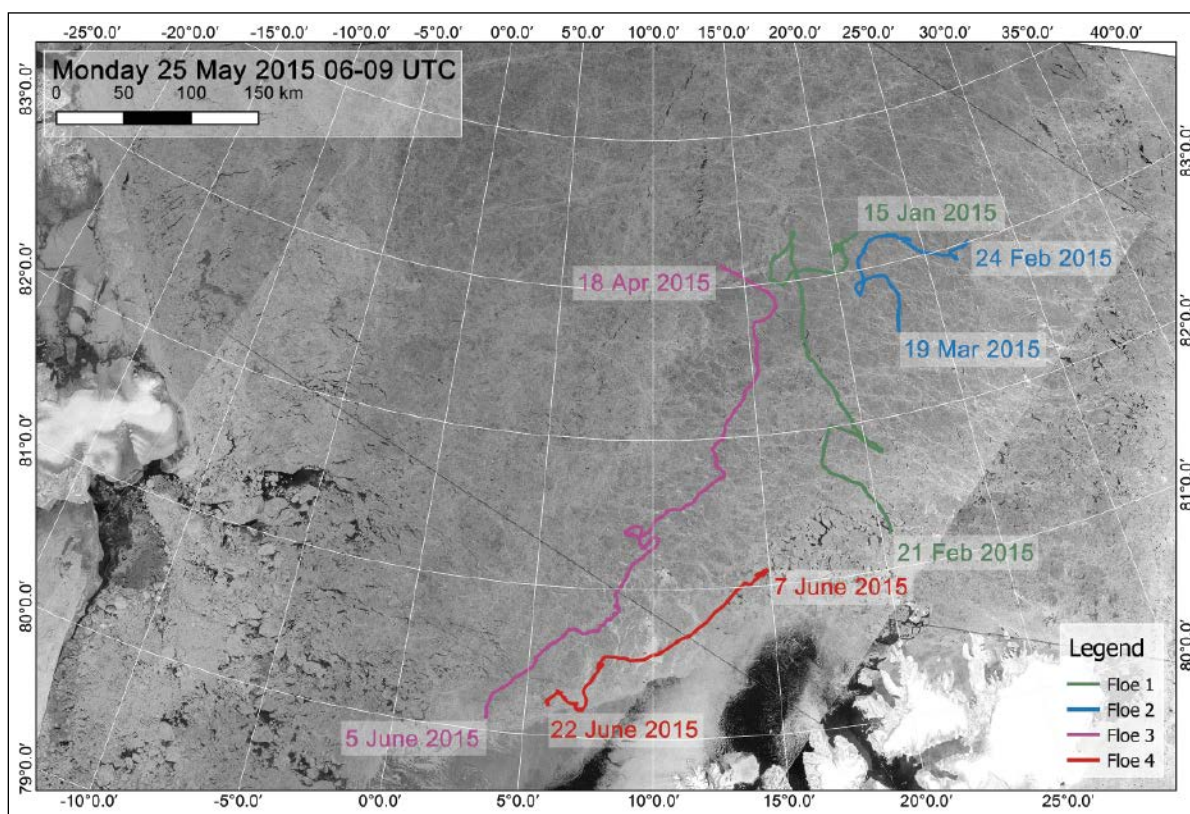 -25°0.0' -20°0.0' -15°0.0' -10°0.0' -5°0.0' 0°0.0' 5°0.0' 10°0.0' 15°0.0' 20°0.0' 25°0.0' 30°0.0' 35°0.0' 40°0.0'
Monday 25 May 2015 06-09 UTC
0 50 100 150 km
83°0.0'
82°0.0'
81°0.0'
80°0.0'
79°0.0'
83°0.0'
82°0.0'
81°0.0'
80°0.0'
15 Jan 2015
24 Feb 2015
18 Apr 2015
19 Mar 2015
21 Feb 2015
7 June 2015
5 June 2015
22 June 2015
Legend
Floe 1
Floe 2
Floe 3
Floe 4
-10°0.0' -5°0.0' 0°0.0' 5°0.0' 10°0.0' 15°0.0' 20°0.0' 25°0.0'